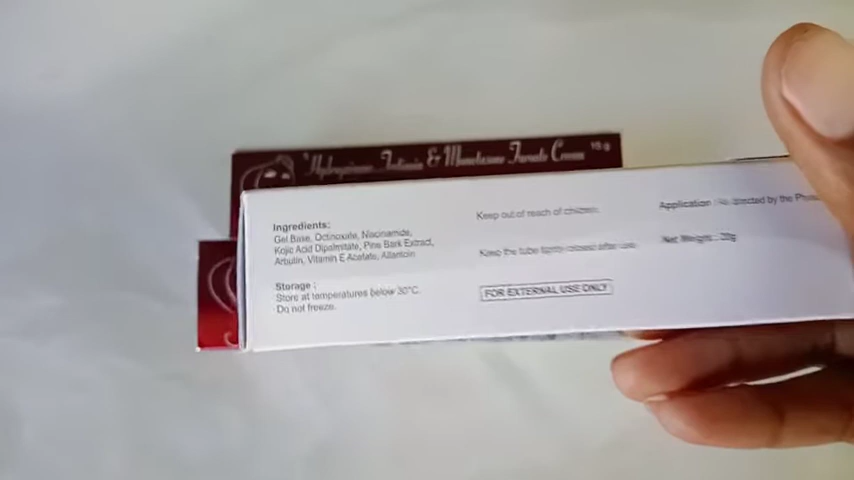 Hydroquinone, Tretinoin & Mometasone Furoate Cream 15 g
Ingredients:
Gel Base, Octinoxate, Niacinamide,
Kojic Acid Dipalmitate, Pine Bark Extract,
Arbutin, Vitamin E Acetate, Allantoin
Storage :
Store at temperatures below 30°C.
Do not freeze.
Keep out of reach of children
Keep the tube tightly closed after use
FOR EXTERNAL USE ONLY
Application : As directed by the
Net Weight : 20g